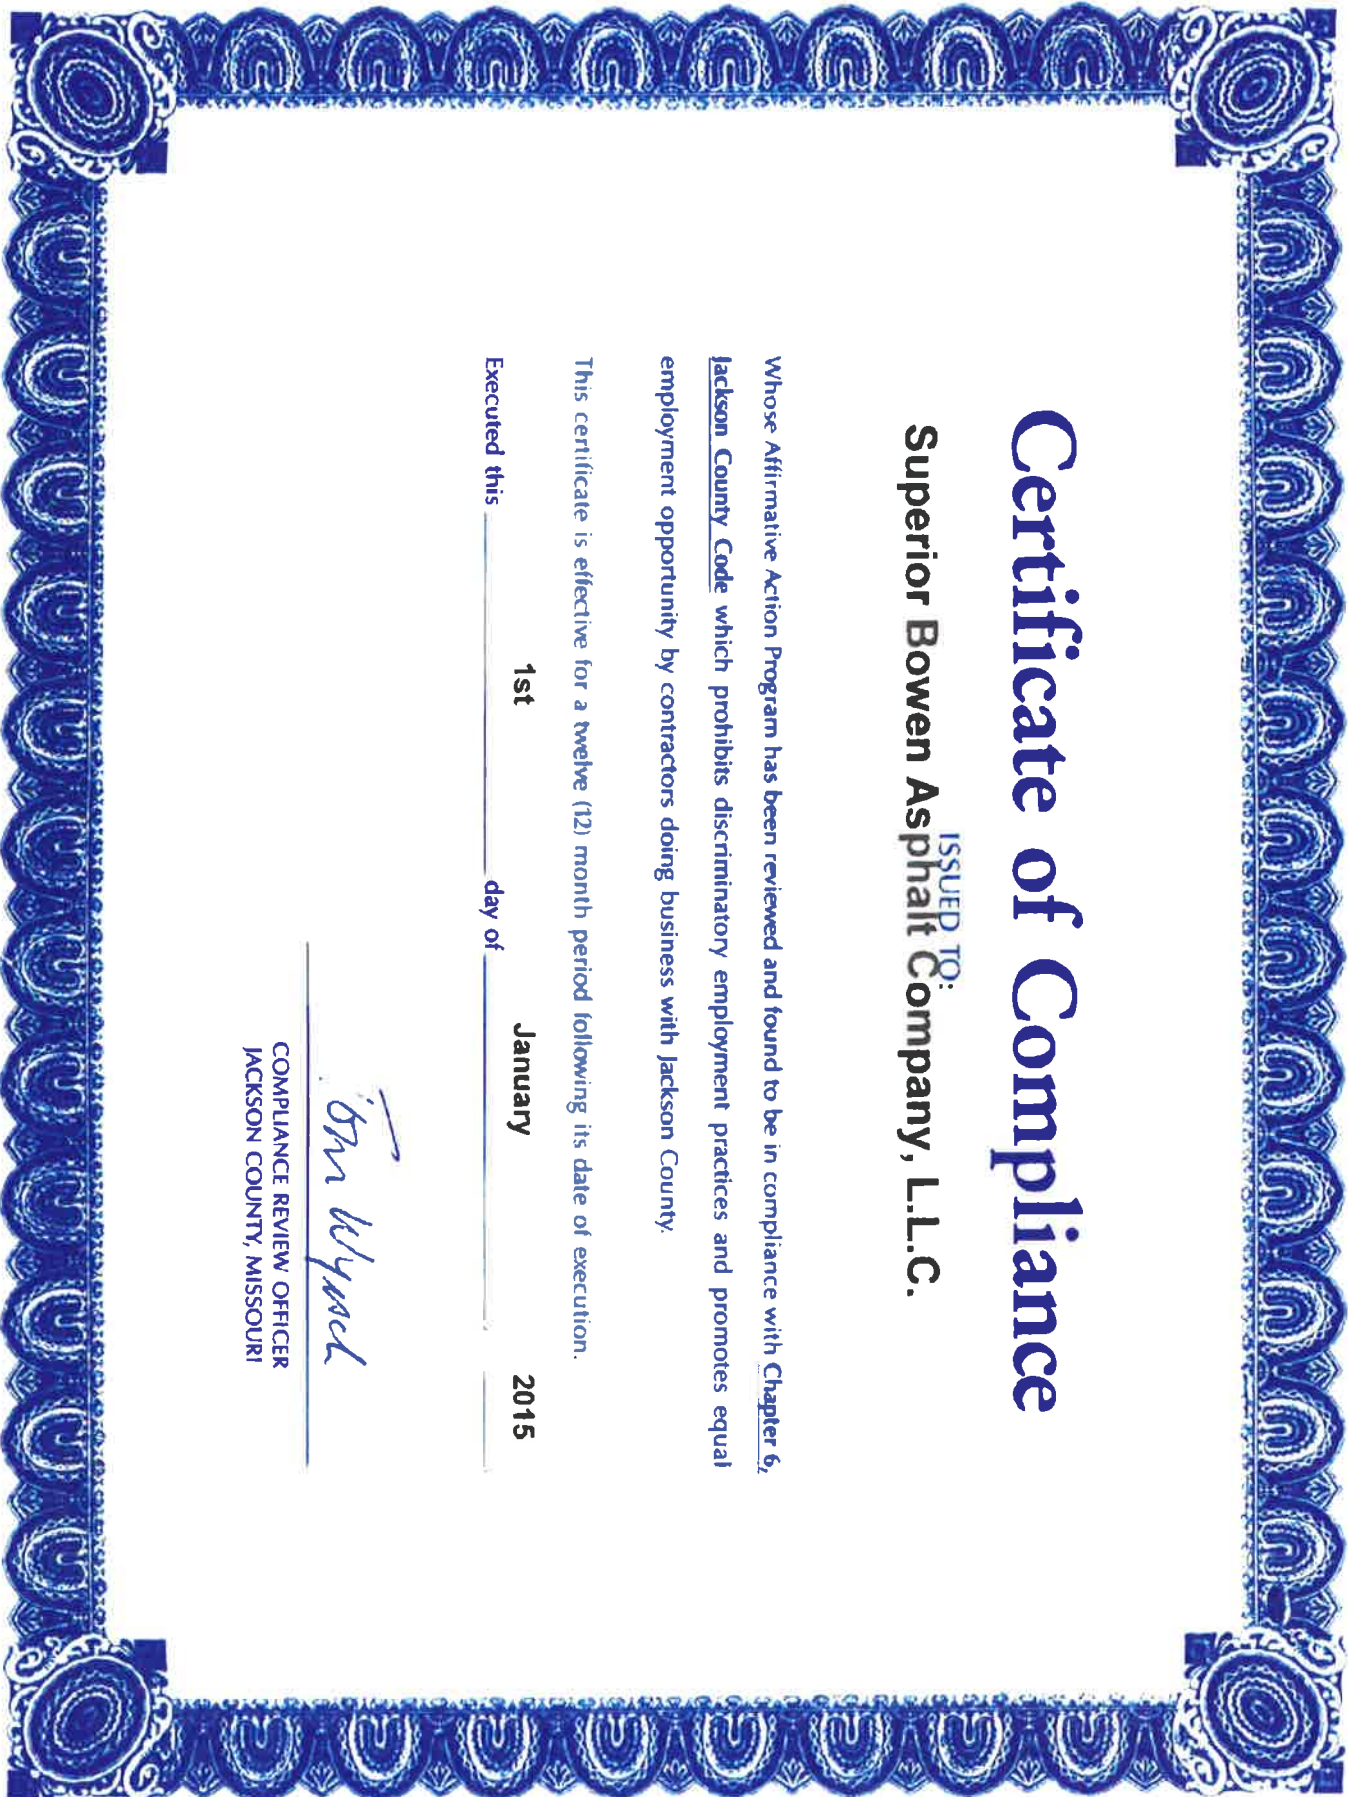 Certificate of Compliance
ISSUED TO:
Superior Bowen Asphalt Company, L.L.C.
Whose Affirmative Action Program has been reviewed and found to be in compliance with Chapter 6,
Jackson County Code which prohibits discriminatory employment practices and promotes equal
employment opportunity by contractors doing business with Jackson County.
This certificate is effective for a twelve (12) month period following its date of execution.
Executed this 1st day of January 2015
COMPLIANCE REVIEW OFFICER
JACKSON COUNTY, MISSOURI